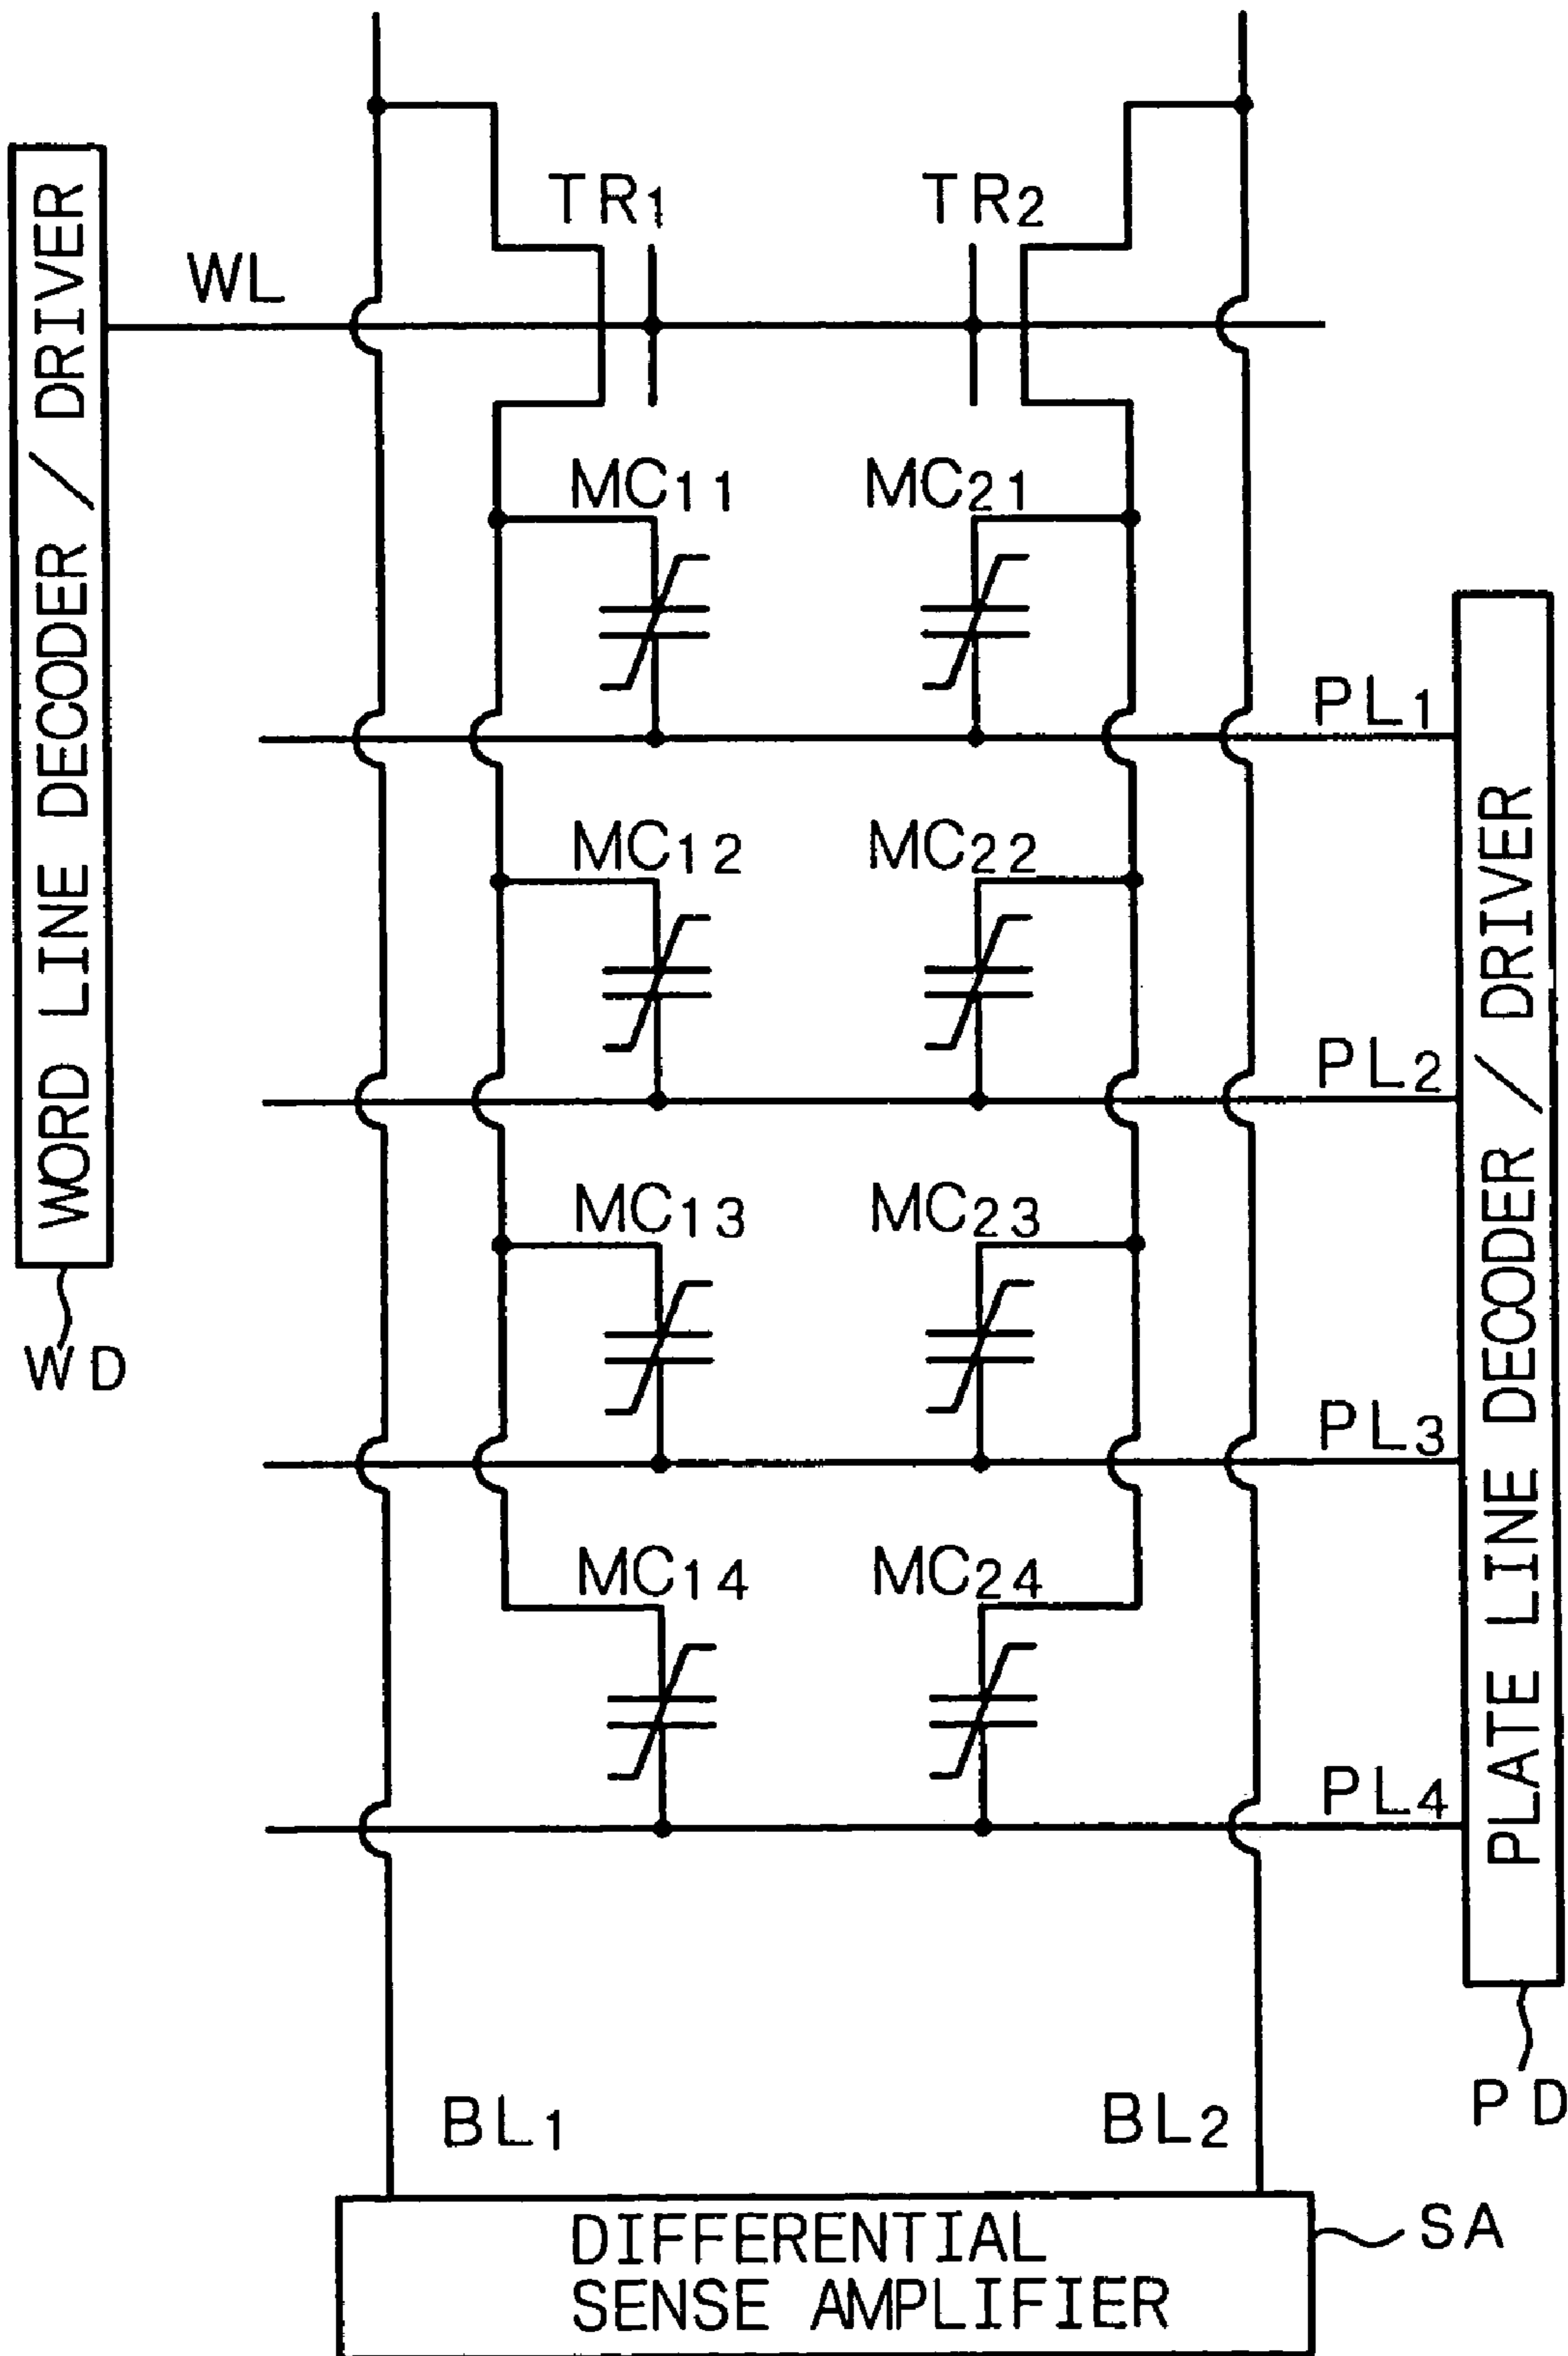 TR1 TR2
WORD LINE DECODER / DRIVER
WL
MC11 MC21
PL1
MC12 MC22
PL2
MC13 MC23
WD
PL3
MC14 MC24
PL4
PLATE LINE DECODER / DRIVER
PD
BL1 BL2
DIFFERENTIAL
SENSE AMPLIFIER
SA